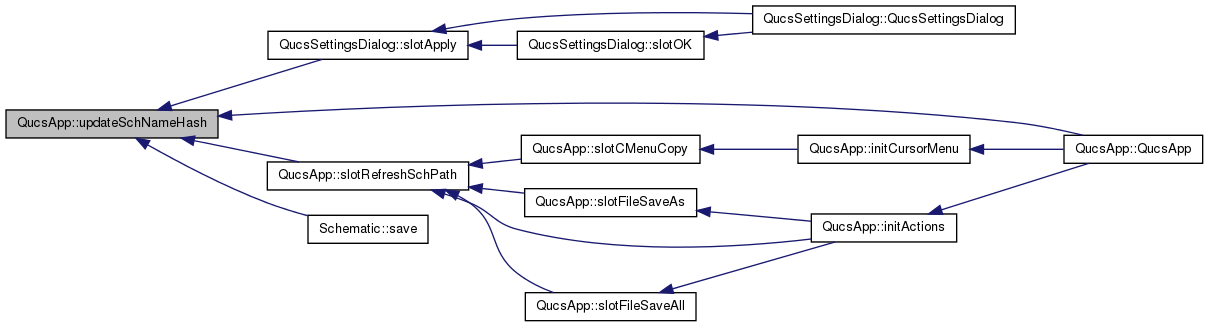 QucsSettingsDialog::QucsSettingsDialog
QucsSettingsDialog::slotApply
QucsSettingsDialog::slotOK
QucsApp::updateSchNameHash
QucsApp::slotCMenuCopy
QucsApp::initCursorMenu
QucsApp::QucsApp
QucsApp::slotRefreshSchPath
QucsApp::slotFileSaveAs
Schematic::save
QucsApp::initActions
QucsApp::slotFileSaveAll